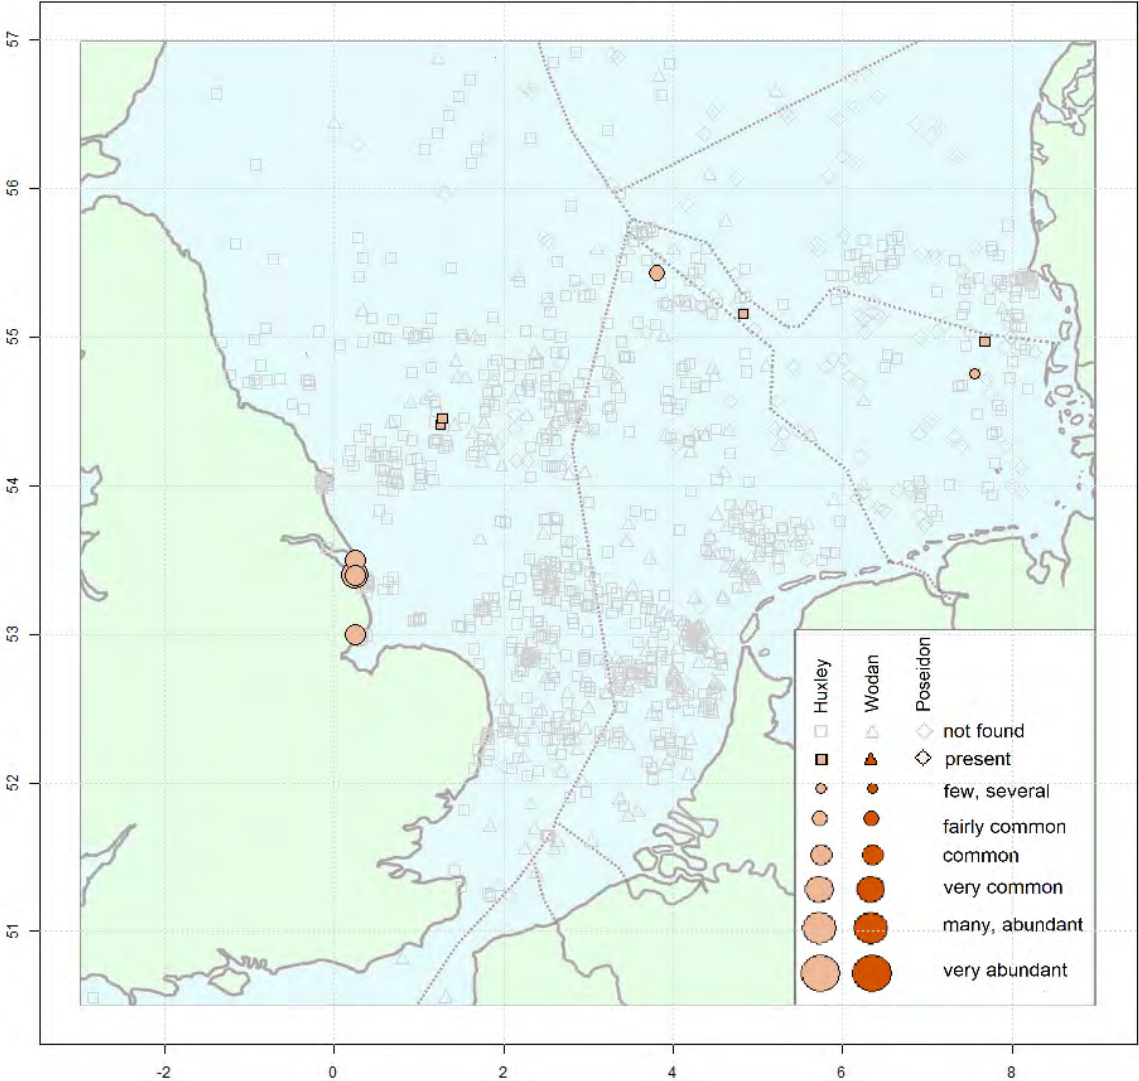 57
56
55
54
53
52
51
Huxley
Wodan
Poseidon
not found
present
few, several
fairly common
common
very common
many, abundant
very abundant
-2
0
2
4
6
8